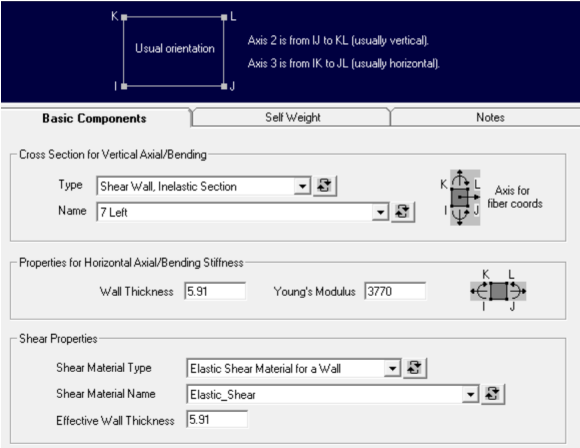 K L
Usual orientation
Axis 2 is from IJ to KL (usually vertical).
Axis 3 is from IK to JL (usually horizontal).
I J
Basic Components Self Weight Notes
Cross Section for Vertical Axial/Bending
Type Shear Wall, Inelastic Section
K L Axis for
Name 7 Left
I J fiber coords
Properties for Horizontal Axial/Bending Stiffness
K L
Wall Thickness 5.91 Young's Modulus 3770
I J
Shear Properties
Shear Material Type Elastic Shear Material for a Wall
Shear Material Name Elastic_Shear
Effective Wall Thickness 5.91